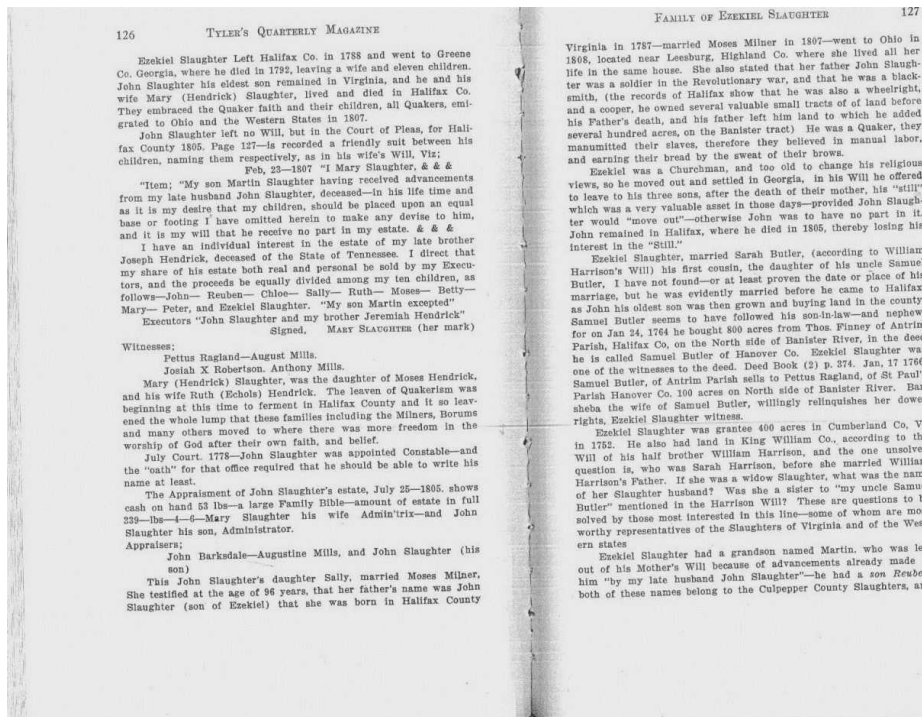 126
TYLER'S QUARTERLY MAGAZINE
Ezekiel Slaughter Left Halifax Co. in 1788 and went to Greene
Co. Georgia, where he died in 1792, leaving a wife and eleven children.
John Slaughter his eldest son remained in Virginia, and he and his
wife Mary (Hendrick) Slaughter, lived and died in Halifax Co.
They embraced the Quaker faith and their children, all Quakers, emi-
grated to Ohio and the Western States in 1807.
John Slaughter left no Will, but in the Court of Pleas, for Hali-
fax County 1805. Page 127—is recorded a friendly suit between his
children, naming them respectively, as in his wife's Will, Viz;
Feb, 23—1807 "I Mary Slaughter, & & &
"Item; "My son Martin Slaughter having received advancements
from my late husband John Slaughter, deceased—in his life time and
as it is my desire that my children, should be placed upon an equal
base or footing I have omitted herein to make any devise to him,
and it is my will that he receive no part in my estate. & & &
I have an individual interest in the estate of my late brother
Joseph Hendrick, deceased of the State of Tennessee. I direct that
my share of his estate both real and personal be sold by my Execu-
tors, and the proceeds be equally divided among my ten children, as
follows—John— Reuben— Chloe— Sally— Ruth— Moses— Betty—
Mary— Peter, and Ezekiel Slaughter. "My son Martin excepted"
Executors "John Slaughter and my brother Jeremiah Hendrick"
Signed, MARY SLAUGHTER (her mark)
Witnesses;
Pettus Ragland—August Mills.
Josiah X Robertson. Anthony Mills.
Mary (Hendrick) Slaughter, was the daughter of Moses Hendrick,
and his wife Ruth (Echols) Hendrick. The leaven of Quakerism was
beginning at this time to ferment in Halifax County and it so leav-
ened the whole lump that these families including the Milners, Borums
and many others moved to where there was more freedom in the
worship of God after their own faith, and belief.
July Court. 1778—John Slaughter was appointed Constable—and
the "oath" for that office required that he should be able to write his
name at least.
The Appraisment of John Slaughter's estate, July 25—1805. shows
cash on hand 53 lbs—a large Family Bible—amount of estate in full
239—lbs—4—6—Mary Slaughter his wife Admin'trix—and John
Slaughter his son, Administrator.
Appraisers;
John Barksdale—Augustine Mills, and John Slaughter (his
son)
This John Slaughter's daughter Sally, married Moses Milner,
She testified at the age of 96 years, that her father's name was John
Slaughter (son of Ezekiel) that she was born in Halifax County
FAMILY OF EZEKIEL SLAUGHTER
127
Virginia in 1787—married Moses Milner in 1807—went to Ohio in
1808, located near Leesburg, Highland Co. where she lived all her
life in the same house. She also stated that her father John Slaugh-
ter was a soldier in the Revolutionary war, and that he was a black-
smith, (the records of Halifax show that he was also a wheelright,
and a cooper, he owned several valuable small tracts of of land before
his Father's death, and his father left him land to which he added
several hundred acres, on the Banister tract) He was a Quaker, they
manumitted their slaves, therefore they believed in manual labor,
and earning their bread by the sweat of their brows.
Ezekiel was a Churchman, and too old to change his religious
views, so he moved out and settled in Georgia, in his Will he offered
to leave to his three sons, after the death of their mother, his "still"
which was a very valuable asset in those days—provided John Slaugh-
ter would "move out"—otherwise John was to have no part in it.
John remained in Halifax, where he died in 1805, thereby losing his
interest in the "Still."
Ezekiel Slaughter, married Sarah Butler, (according to William
Harrison's Will) his first cousin, the daughter of his uncle Samuel
Butler, I have not found—or at least proven the date or place of his
marriage, but he was evidently married before he came to Halifax
as John his oldest son was then grown and buying land in the county
Samuel Butler seems to have followed his son-in-law—and nephew
for on Jan 24, 1764 he bought 800 acres from Thos. Finney of Antrim
Parish, Halifax Co, on the North side of Banister River, in the deed
he is called Samuel Butler of Hanover Co. Ezekiel Slaughter wa
one of the witnesses to the deed. Deed Book (2) p. 374. Jan, 17 1766
Samuel Butler, of Antrim Parish sells to Pettus Ragland, of St Paul'
Parish Hanover Co. 100 acres on North side of Banister River. Ba
sheba the wife of Samuel Butler, willingly relinquishes her dowe
rights, Ezekiel Slaughter witness.
Ezekiel Slaughter was grantee 400 acres in Cumberland Co, V
in 1752. He also had land in King William Co., according to th
Will of his half brother William Harrison, and the one unsolve
question is, who was Sarah Harrison, before she married Willia
Harrison's Father. If she was a widow Slaughter, what was the nam
of her Slaughter husband? Was she a sister to "my uncle Samu
Butler" mentioned in the Harrison Will? These are questions to
solved by those most interested in this line—some of whom are mo
worthy representatives of the Slaughters of Virginia and of the Wes
ern states
Ezekiel Slaughter had a grandson named Martin. who was le
out of his Mother's Will because of advancements already made
him "by my late husband John Slaughter"—he had a son Reube
both of these names belong to the Culpepper County Slaughters, a